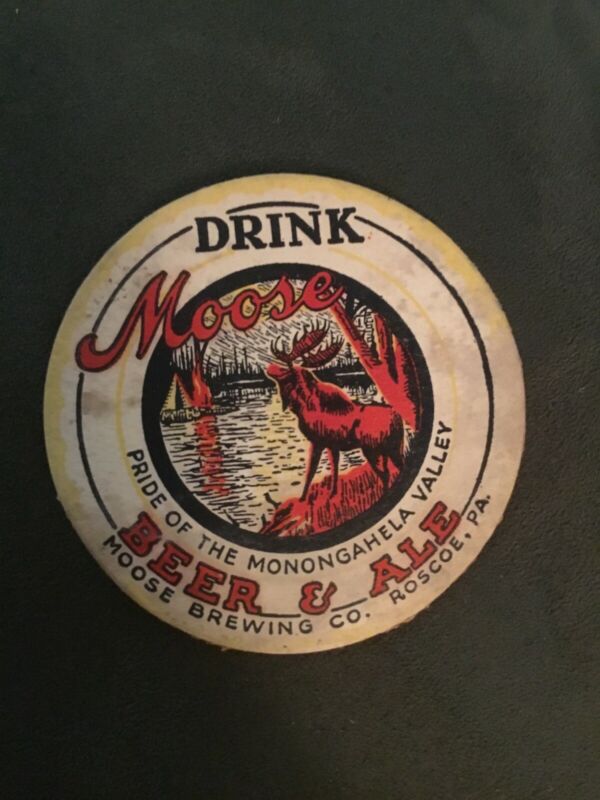 DRINK
Moose
PRIDE OF THE MONONGAHELA VALLEY
BEER & ALE
MOOSE BREWING CO. ROSCOE, PA.